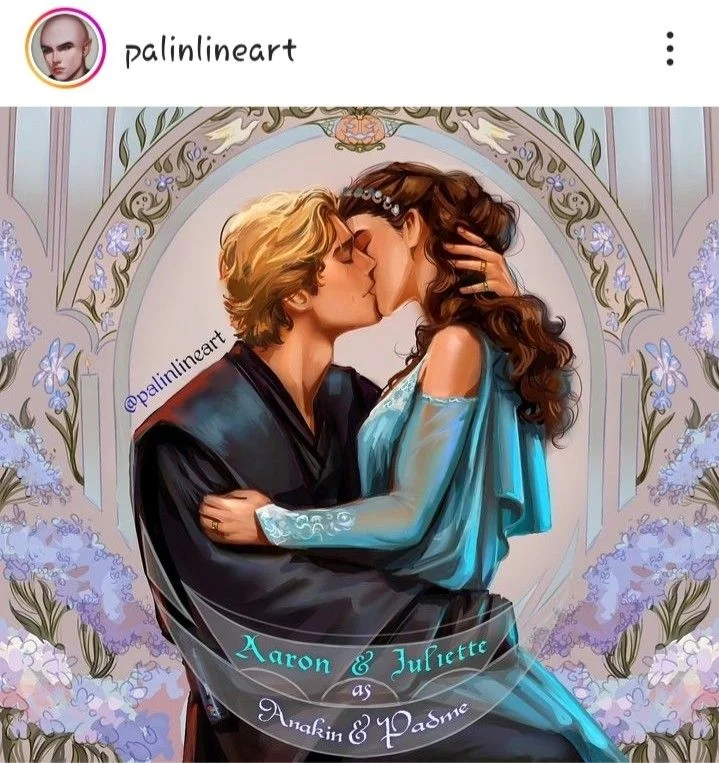 palinlineart
@palinlineart
Aaron & Juliette
as
Anakin & Padme